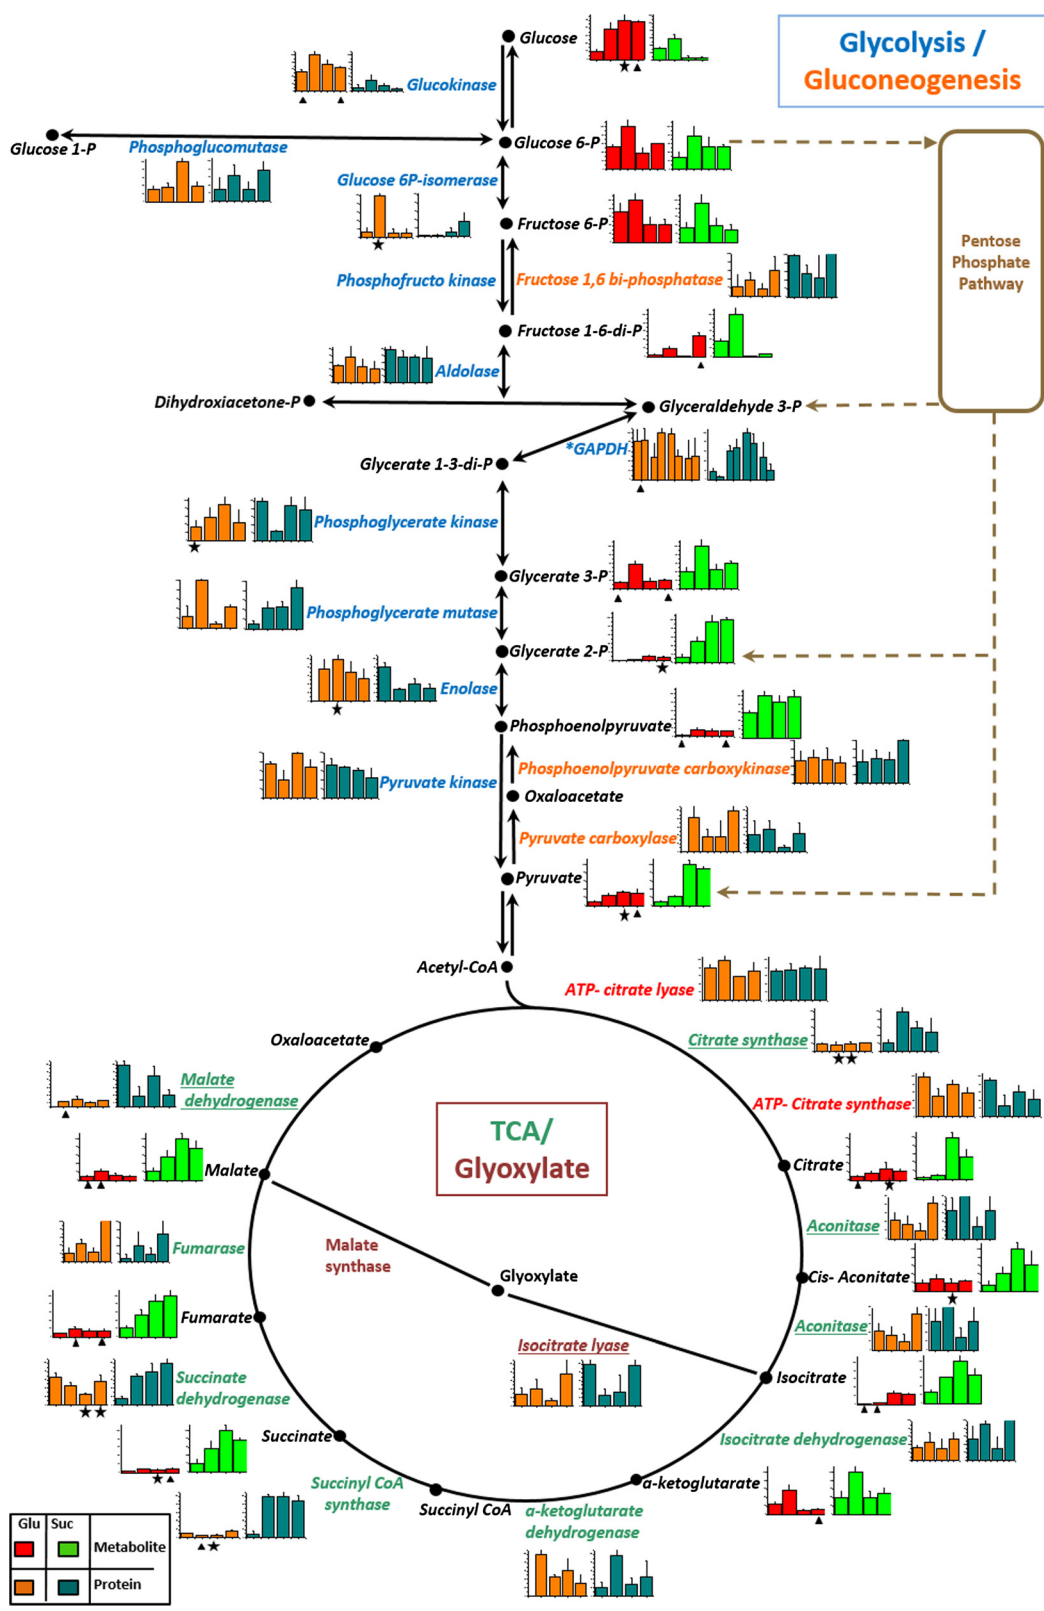 Glucose
Glycolysis /
Gluconeogenesis
Glucokinase
Glucose 1-P
Phosphoglucomutase
Glucose 6-P
Glucose 6P-isomerase
Fructose 6-P
Pentose
Phosphate
Pathway
Phosphofructo kinase
Fructose 1,6 bi-phosphatase
Fructose 1-6-di-P
Aldolase
Dihydroxiacetone-P
Glyceraldehyde 3-P
*GAPDH
Glycerate 1-3-di-P
Phosphoglycerate kinase
Glycerate 3-P
Phosphoglycerate mutase
Glycerate 2-P
Enolase
Phosphoenolpyruvate
Phosphoenolpyruvate carboxykinase
Pyruvate kinase
Oxaloacetate
Pyruvate carboxylase
Pyruvate
Acetyl-CoA
ATP- citrate lyase
Oxaloacetate
Citrate synthase
Malate
dehydrogenase
ATP- Citrate synthase
TCA/
Glyoxylate
Malate
Citrate
Aconitase
Fumarase
Malate
synthase
Glyoxylate
Cis- Aconitate
Fumarate
Aconitase
Isocitrate lyase
Isocitrate
Succinate
dehydrogenase
Succinate
Isocitrate dehydrogenase
Succinyl CoA
synthase
Succinyl CoA
a-ketoglutarate
a-ketoglutarate
dehydrogenase
Glu Suc
Metabolite
Protein